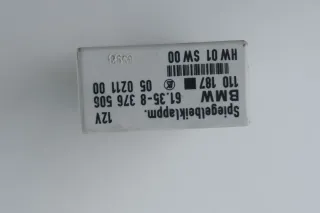 Spiegelbeiklappm.
BMW
110 187
HW 01 SW 00
12V
61.35-8 376 506
05 0211 00